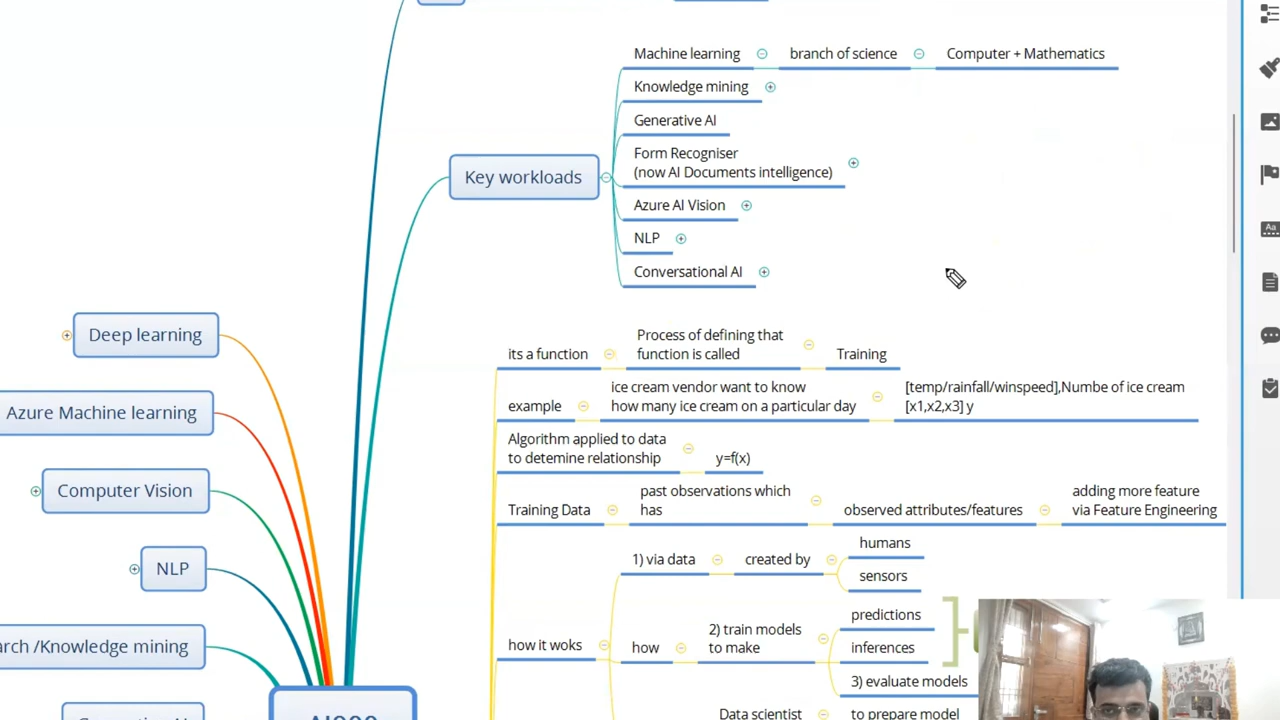 Machine learning
branch of science
Computer + Mathematics
Knowledge mining
Generative AI
Form Recogniser
(now AI Documents intelligence)
Key workloads
Azure AI Vision
NLP
Conversational AI
Deep learning
Azure Machine learning
Computer Vision
NLP
/Knowledge mining
its a function
Process of defining that
function is called
Training
example
ice cream vendor want to know
how many ice cream on a particular day
[temp/rainfall/winspeed],Numbe of ice cream
[x1,x2,x3] y
Algorithm applied to data
to detemine relationship
y=f(x)
Training Data
past observations which
has
observed attributes/features
adding more feature
via Feature Engineering
how it woks
1) via data
created by
humans
sensors
how
2) train models
to make
predictions
inferences
3) evaluate models
Data scientist
to prepare model
Aa